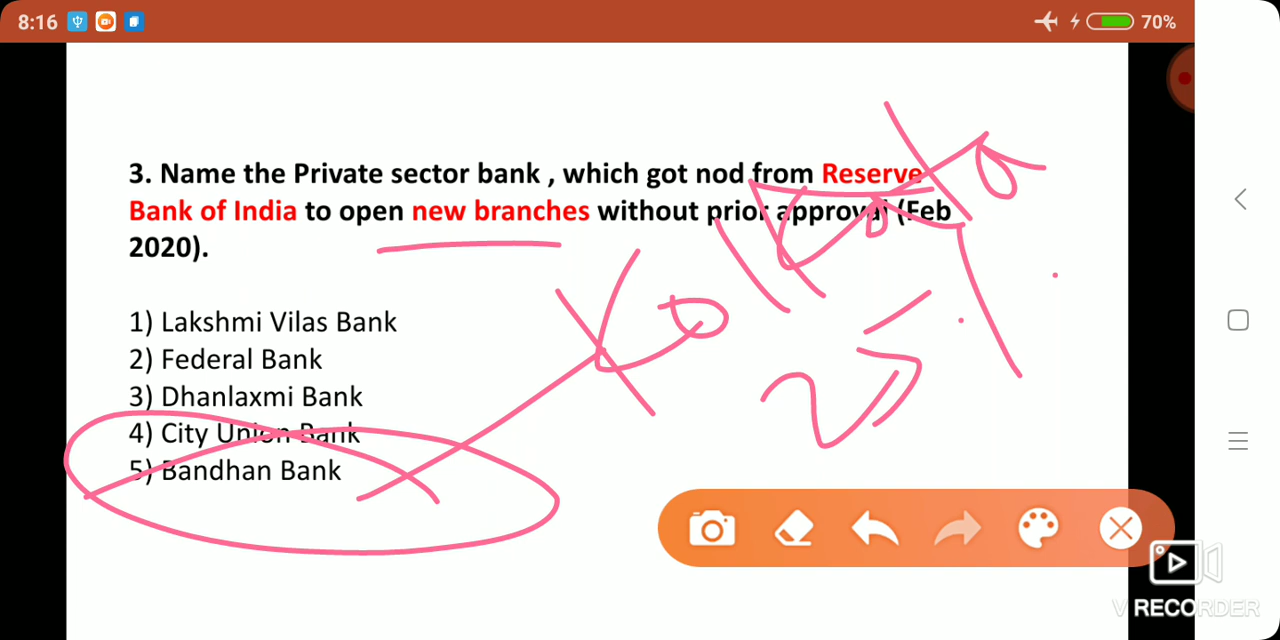 8:16
70%
3. Name the Private sector bank , which got nod from Reserve
Bank of India to open new branches without prior approval (Feb
2020).
1) Lakshmi Vilas Bank
2) Federal Bank
3) Dhanlaxmi Bank
4) City Union Bank
5) Bandhan Bank
Kolkata
V RECORDER